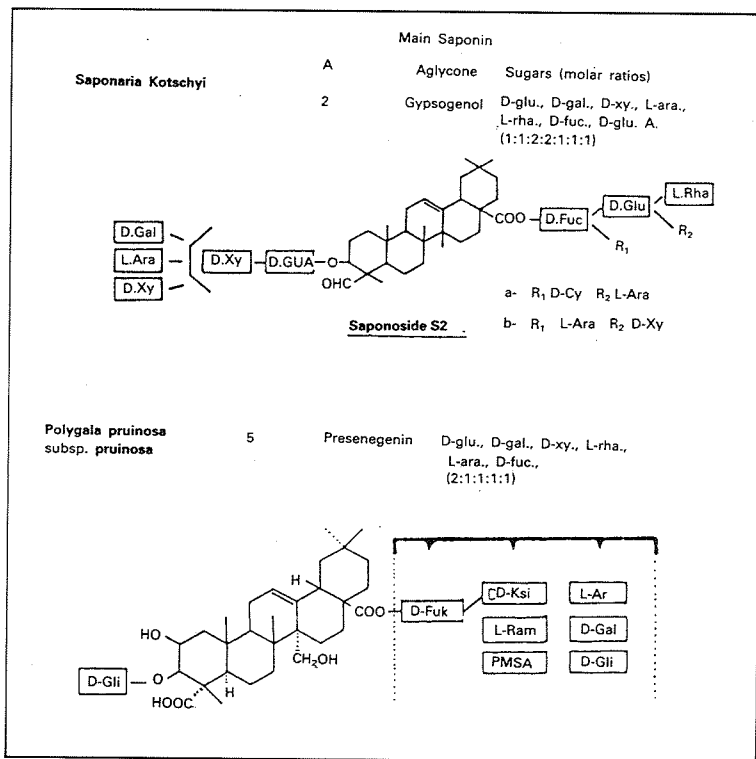 Main Saponin
Saponaria Kotschyi A Aglycone Sugars (molar ratios)
2 Gypsogenol D-glu., D-gal., D-xy., L-ara.,
L-rha., D-fuc., D-glu. A.
(1:1:2:2:1:1:1)
D.Gal
L.Ara
D.Xy
D.Xy
D.GUA
O
OHC
COO
D.Fuc
D.Glu
L.Rha
R1
R2
a- R1 D-Cy R2 L-Ara
b- R1 L-Ara R2 D-Xy
Saponoside S2
Polygala pruinosa 5 Presenegenin D-glu., D-gal., D-xy., L-rha.,
subsp. pruinosa L-ara., D-fuc.,
(2:1:1:1:1)
H
HO
D-Gli
O
HOOC
H
CH2OH
COO
D-Fuk
D-Ksi
L-Ar
L-Ram
D-Gal
PMSA
D-Gli